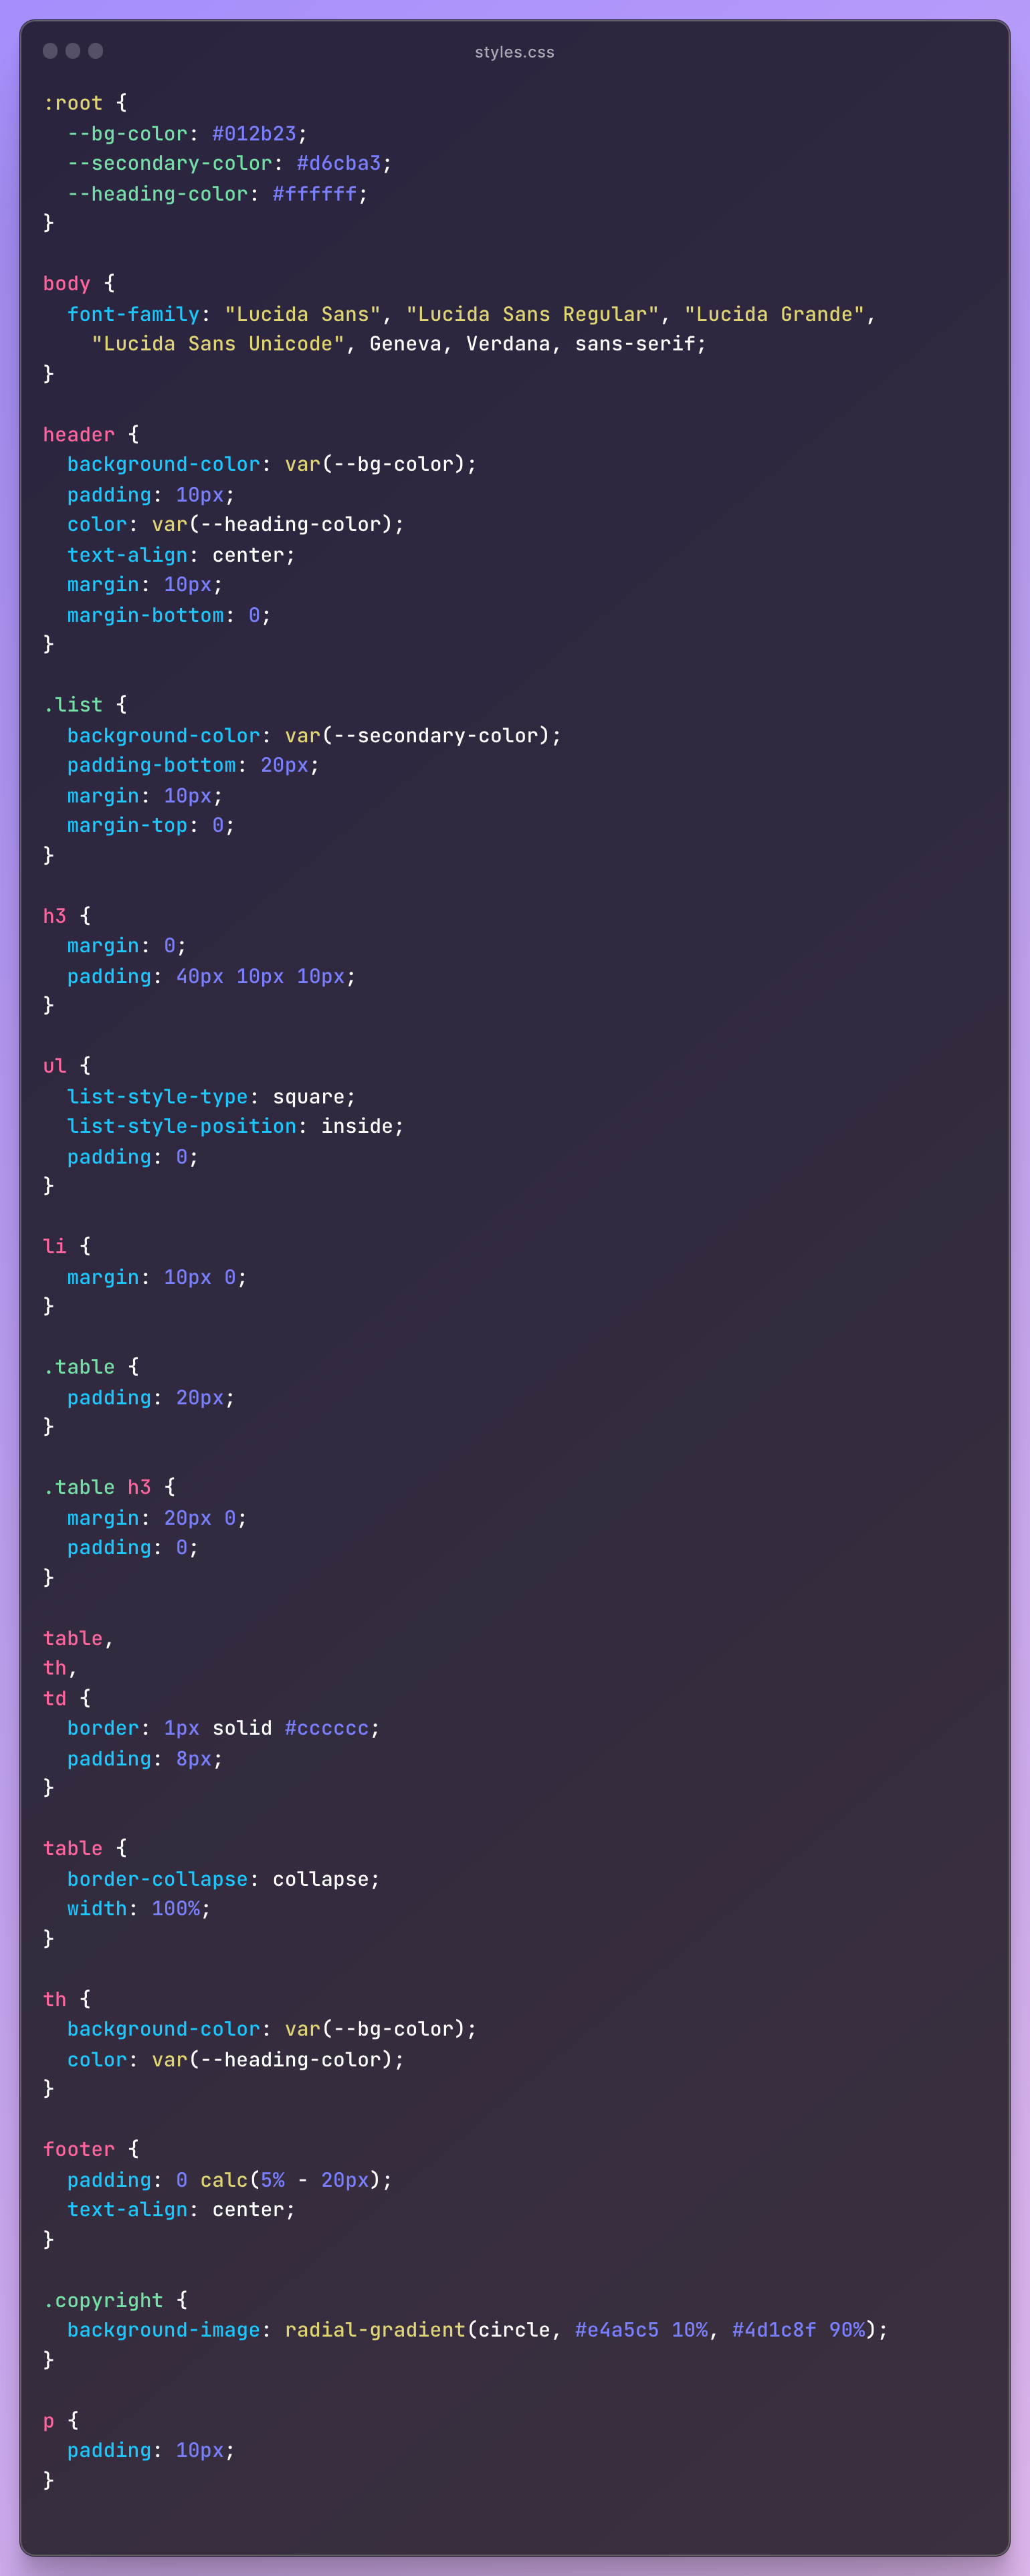 styles.css
:root {
  --bg-color: #012b23;
  --secondary-color: #d6cba3;
  --heading-color: #ffffff;
}

body {
  font-family: "Lucida Sans", "Lucida Sans Regular", "Lucida Grande",
    "Lucida Sans Unicode", Geneva, Verdana, sans-serif;
}

header {
  background-color: var(--bg-color);
  padding: 10px;
  color: var(--heading-color);
  text-align: center;
  margin: 10px;
  margin-bottom: 0;
}

.list {
  background-color: var(--secondary-color);
  padding-bottom: 20px;
  margin: 10px;
  margin-top: 0;
}

h3 {
  margin: 0;
  padding: 40px 10px 10px;
}

ul {
  list-style-type: square;
  list-style-position: inside;
  padding: 0;
}

li {
  margin: 10px 0;
}

.table {
  padding: 20px;
}

.table h3 {
  margin: 20px 0;
  padding: 0;
}

table,
th,
td {
  border: 1px solid #cccccc;
  padding: 8px;
}

table {
  border-collapse: collapse;
  width: 100%;
}

th {
  background-color: var(--bg-color);
  color: var(--heading-color);
}

footer {
  padding: 0 calc(5% - 20px);
  text-align: center;
}

.copyright {
  background-image: radial-gradient(circle, #e4a5c5 10%, #4d1c8f 90%);
}

p {
  padding: 10px;
}